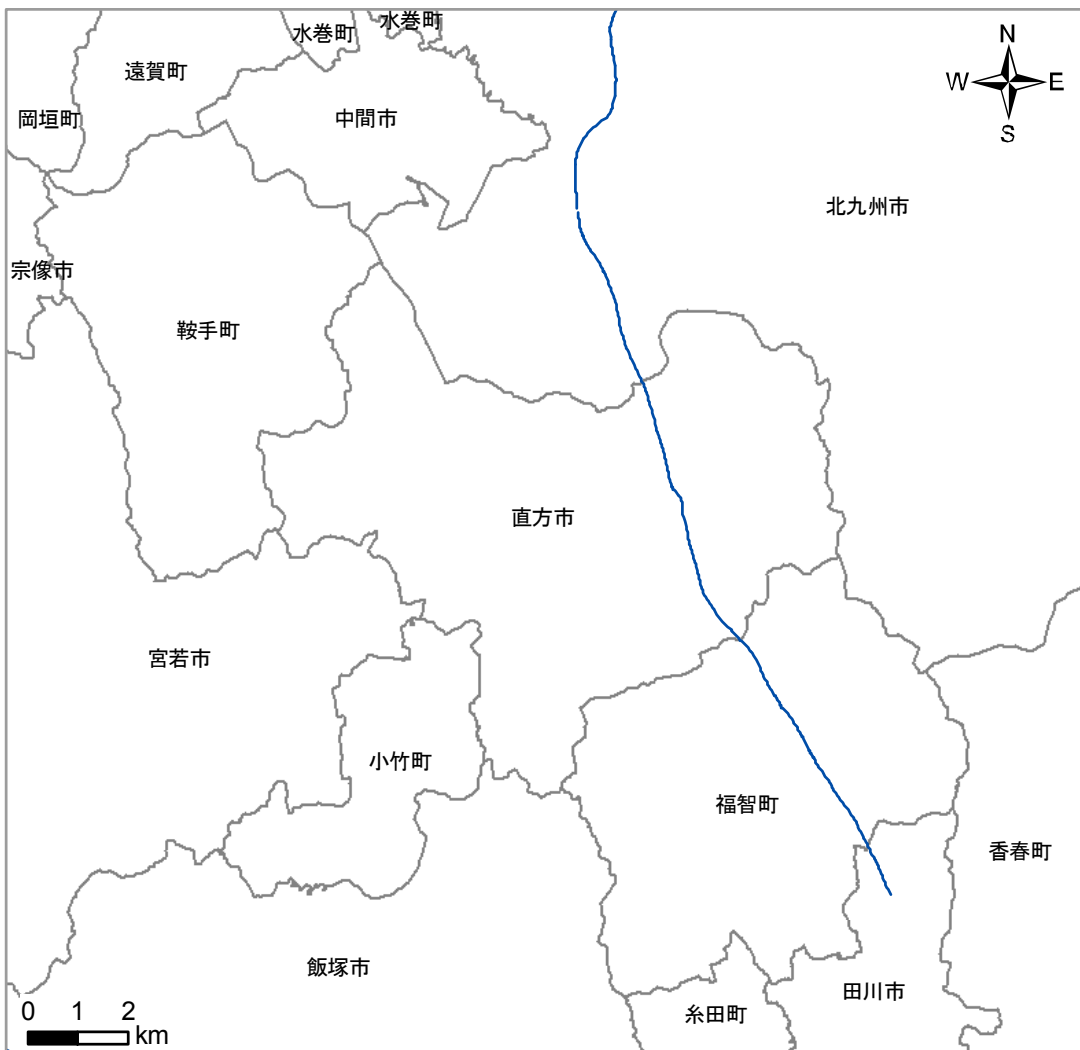 水巻町
水巻町
N
遠賀町
W
E
岡垣町
中間市
S
北九州市
宗像市
鞍手町
直方市
宮若市
小竹町
福智町
香春町
飯塚市
田川市
0 1 2
糸田町
km